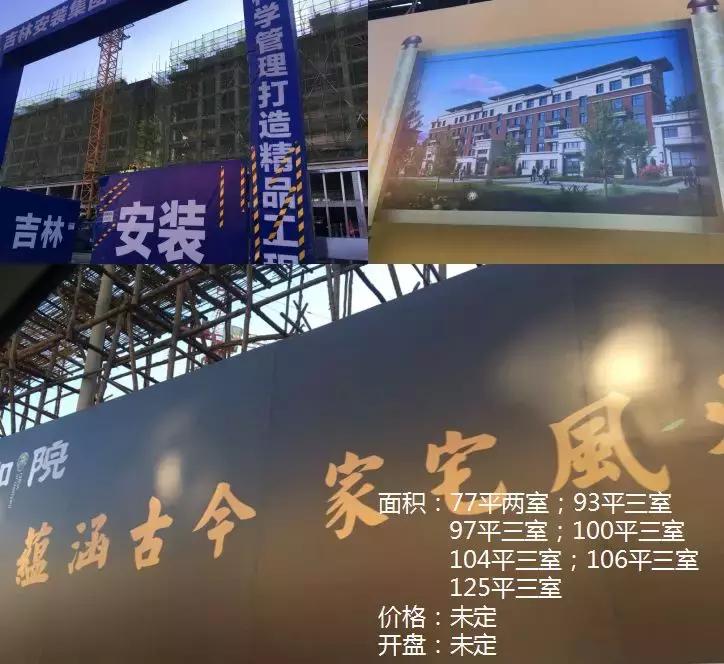 吉林安装集团
科学管理打造精品工程
吉林
安装
和院
蕴涵古今 家宅風
面积：77平两室；93平三室
97平三室；100平三室
104平三室；106平三室
125平三室
价格：未定
开盘：未定